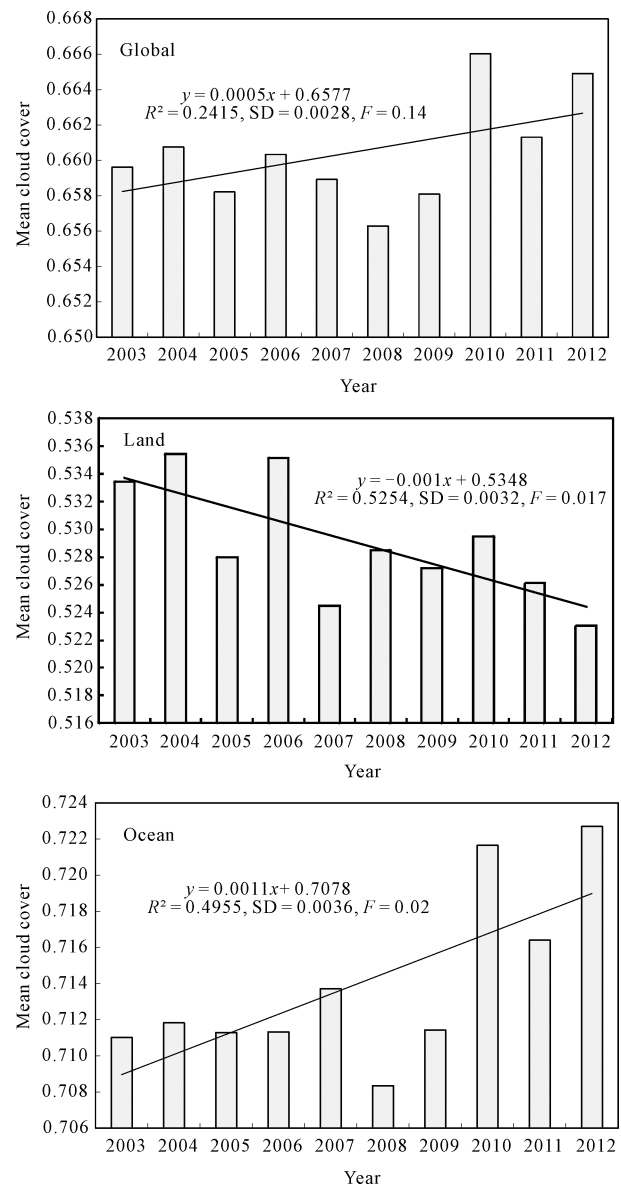 Global
y = 0.0005x + 0.6577
R² = 0.2415, SD = 0.0028, F = 0.14
Mean cloud cover
0.668
0.666
0.664
0.662
0.660
0.658
0.656
0.654
0.652
0.650
2003 2004 2005 2006 2007 2008 2009 2010 2011 2012
Year
Land
y = −0.001x + 0.5348
R² = 0.5254, SD = 0.0032, F = 0.017
Mean cloud cover
0.538
0.536
0.534
0.532
0.530
0.528
0.526
0.524
0.522
0.520
0.518
0.516
2003 2004 2005 2006 2007 2008 2009 2010 2011 2012
Year
Ocean
y = 0.0011x+ 0.7078
R² = 0.4955, SD = 0.0036, F = 0.02
Mean cloud cover
0.724
0.722
0.720
0.718
0.716
0.714
0.712
0.710
0.708
0.706
2003 2004 2005 2006 2007 2008 2009 2010 2011 2012
Year